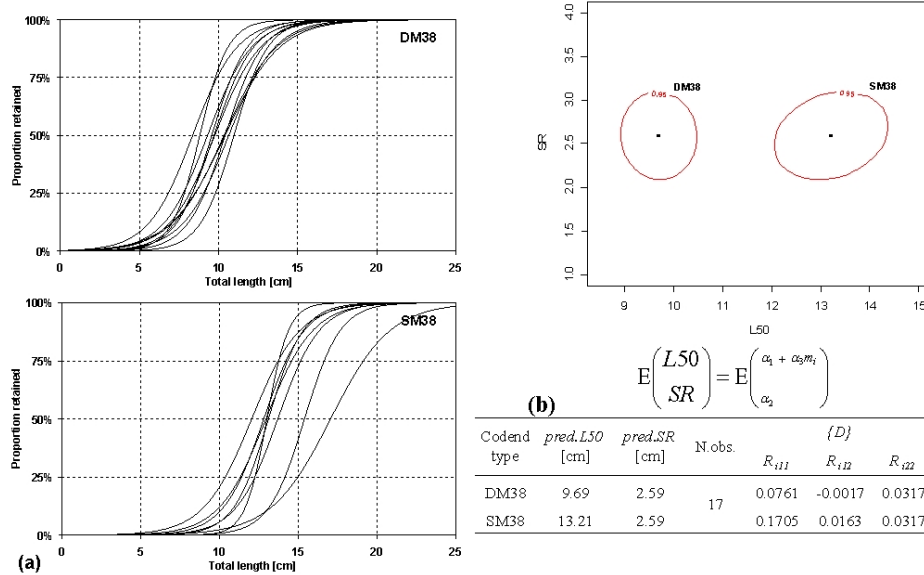 100%
75%
50%
25%
0%
Proportion retained
DM38
0 5 10 15 20 25
Total length [cm]
100%
75%
50%
25%
0%
Proportion retained
SM38
0 5 10 15 20 25
Total length [cm]
(a)
4.0
3.5
3.0
2.5
2.0
1.5
1.0
SR
DM38
0.95
SM38
0.95
9 10 11 12 13 14 15
L50
E(L50 SR) = E(α1 + α3mi α2)
(b)
Codend type pred.L50 [cm] pred.SR [cm] N.obs. {D}
Ri11 Ri12 Ri22
DM38 9.69 2.59 17 0.0761 -0.0017 0.0317
SM38 13.21 2.59 0.1705 0.0163 0.0317